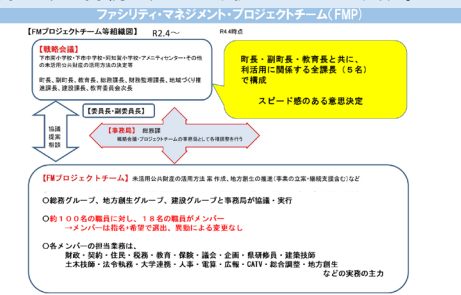 ファシリティ・マネジメント・プロジェクトチーム(FMP)
【FMプロジェクトチーム等組織図】 R2.4～
R4.4時点
【戦略会議】
下市南小学校・下市中学校・阿知賀小学校・アメニティセンター・その他
の未活用公共財産の活用方法の決定等
町長、副町長、教育長、総務課長、財務監理課長、地域づくり推
進課長、建設課長、教育委員会次長
町長・副町長・教育長と共に、
利活用に関係する全課長(5名)
で構成
スピード感のある意思決定
【委員長・副委員長】
協議
提案
相談
【事務局】 総務課
戦略会議・プロジェクトチームの事務局として各種調整を行う
【FMプロジェクトチーム】 未活用公共財産の活用方法 案 作成、地方創生の推進(事業の立案・継続支援含む)など
〇総務グループ、地方創生グループ、建設グループと事務局が協議・実行
〇約100名の職員に対し、18名の職員がメンバー
→メンバーは指名+希望で選出、異動による変更なし
〇各メンバーの担当業務は、
財政・契約・住民・税務・教育・保険・議会・企画・県研修員・建築技師
土木技師・法令執務・大学連携・人事・電算・広報・CATV・総合調整・地方創生
などの実務の主力